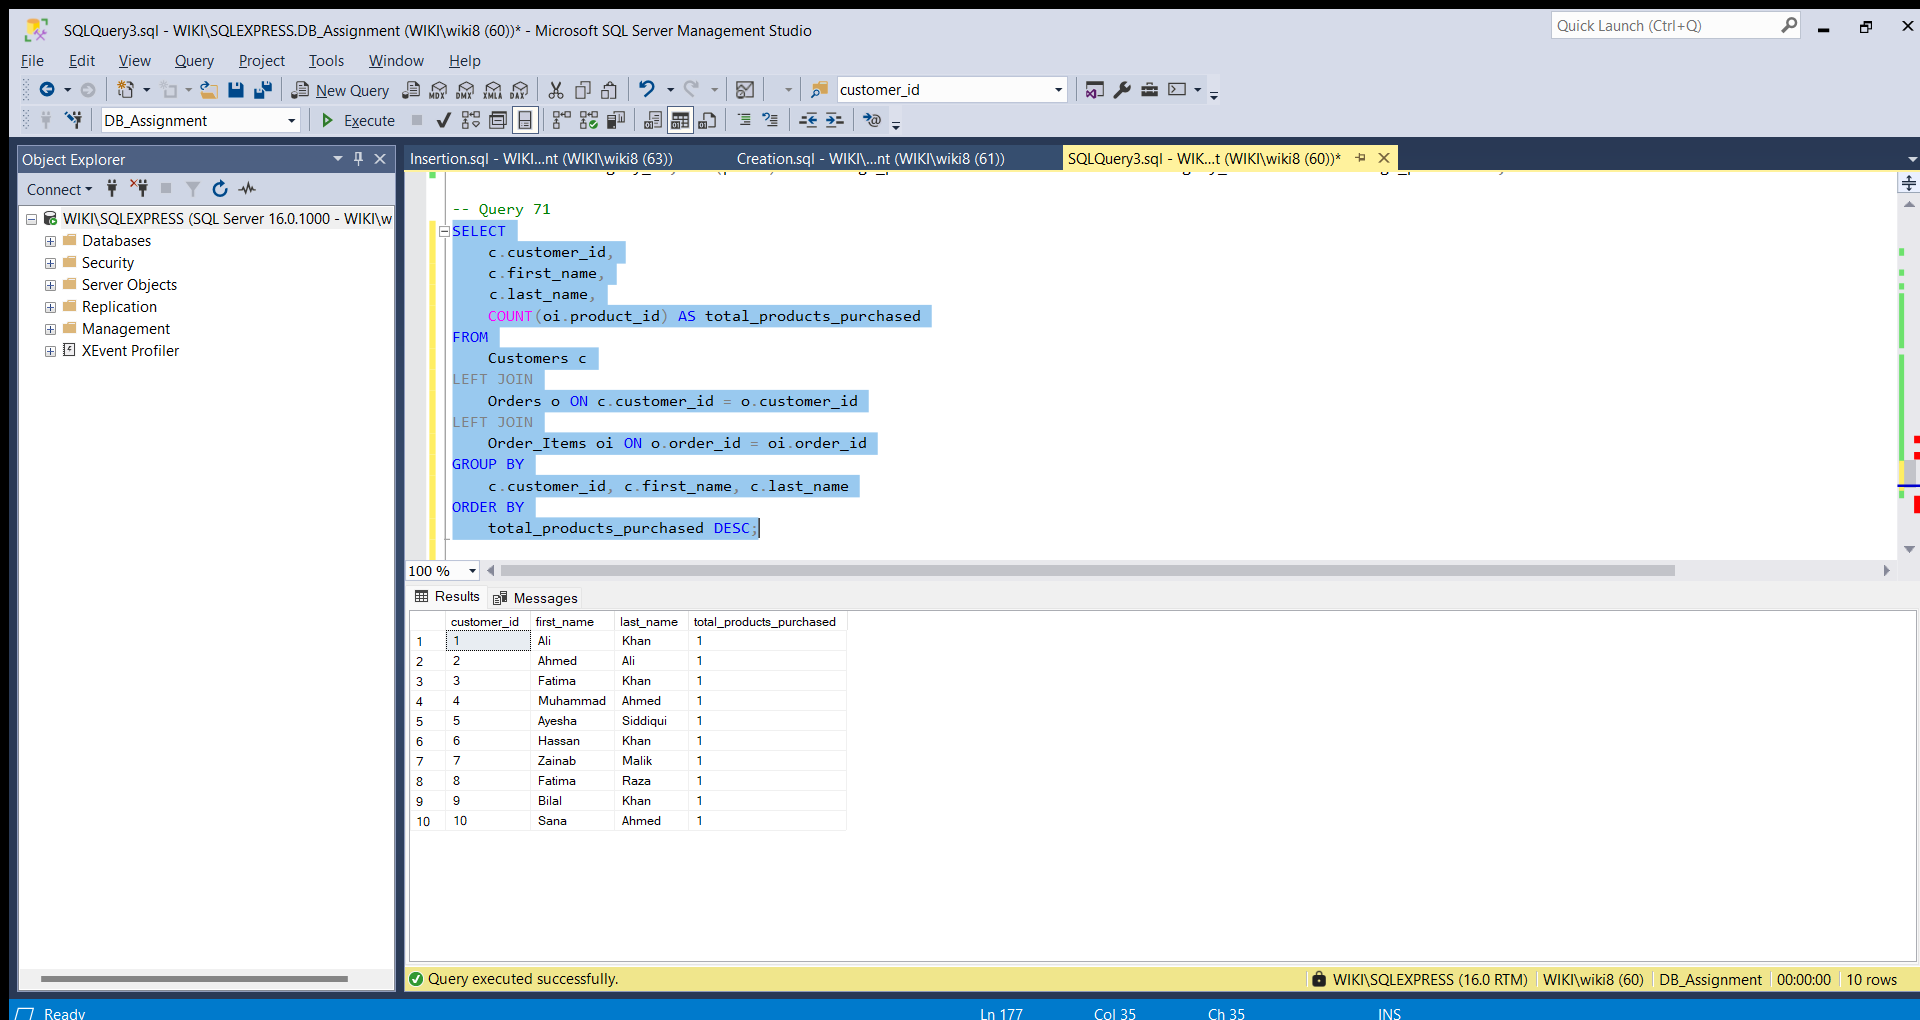 SQLQuery3.sql - WIKI\SQLEXPRESS.DB_Assignment (WIKI\wiki8 (60))* - Microsoft SQL Server Management Studio
Quick Launch (Ctrl+Q)
File Edit View Query Project Tools Window Help
New Query MDX DMX XMLA DAX customer_id
DB_Assignment Execute
Object Explorer
Connect
WIKI\SQLEXPRESS (SQL Server 16.0.1000 - WIKI\w
Databases
Security
Server Objects
Replication
Management
XEvent Profiler
Insertion.sql - WIKI...nt (WIKI\wiki8 (63)) Creation.sql - WIKI\...nt (WIKI\wiki8 (61)) SQLQuery3.sql - WIK...t (WIKI\wiki8 (60))*
-- Query 71
SELECT
c.customer_id,
c.first_name,
c.last_name,
COUNT(oi.product_id) AS total_products_purchased
FROM
Customers c
LEFT JOIN
Orders o ON c.customer_id = o.customer_id
LEFT JOIN
Order_Items oi ON o.order_id = oi.order_id
GROUP BY
c.customer_id, c.first_name, c.last_name
ORDER BY
total_products_purchased DESC;
100 %
Results Messages
customer_id first_name last_name total_products_purchased
1 1 Ali Khan 1
2 2 Ahmed Ali 1
3 3 Fatima Khan 1
4 4 Muhammad Ahmed 1
5 5 Ayesha Siddiqui 1
6 6 Hassan Khan 1
7 7 Zainab Malik 1
8 8 Fatima Raza 1
9 9 Bilal Khan 1
10 10 Sana Ahmed 1
Query executed successfully. WIKI\SQLEXPRESS (16.0 RTM) WIKI\wiki8 (60) DB_Assignment 00:00:00 10 rows
Ready Ln 177 Col 35 Ch 35 INS